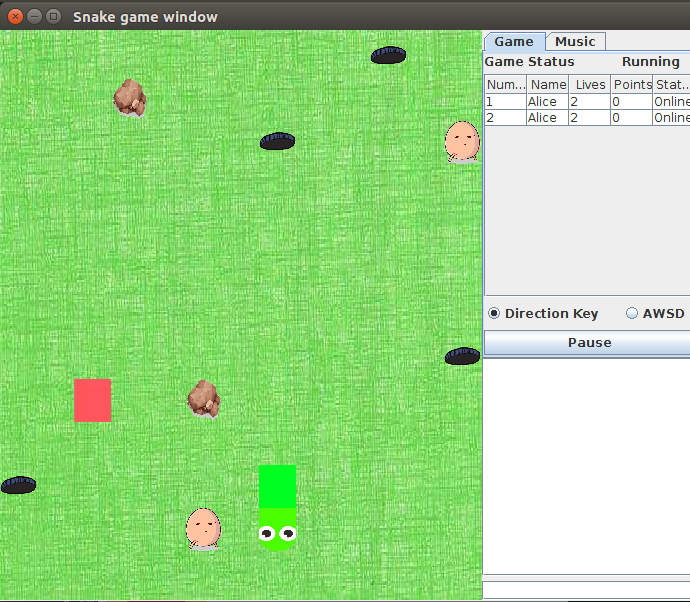 Snake game window
Game Music
Game Status Running
Num... Name Lives Points Stat...
1 Alice 2 0 Online
2 Alice 2 0 Online
Direction Key AWSD
Pause